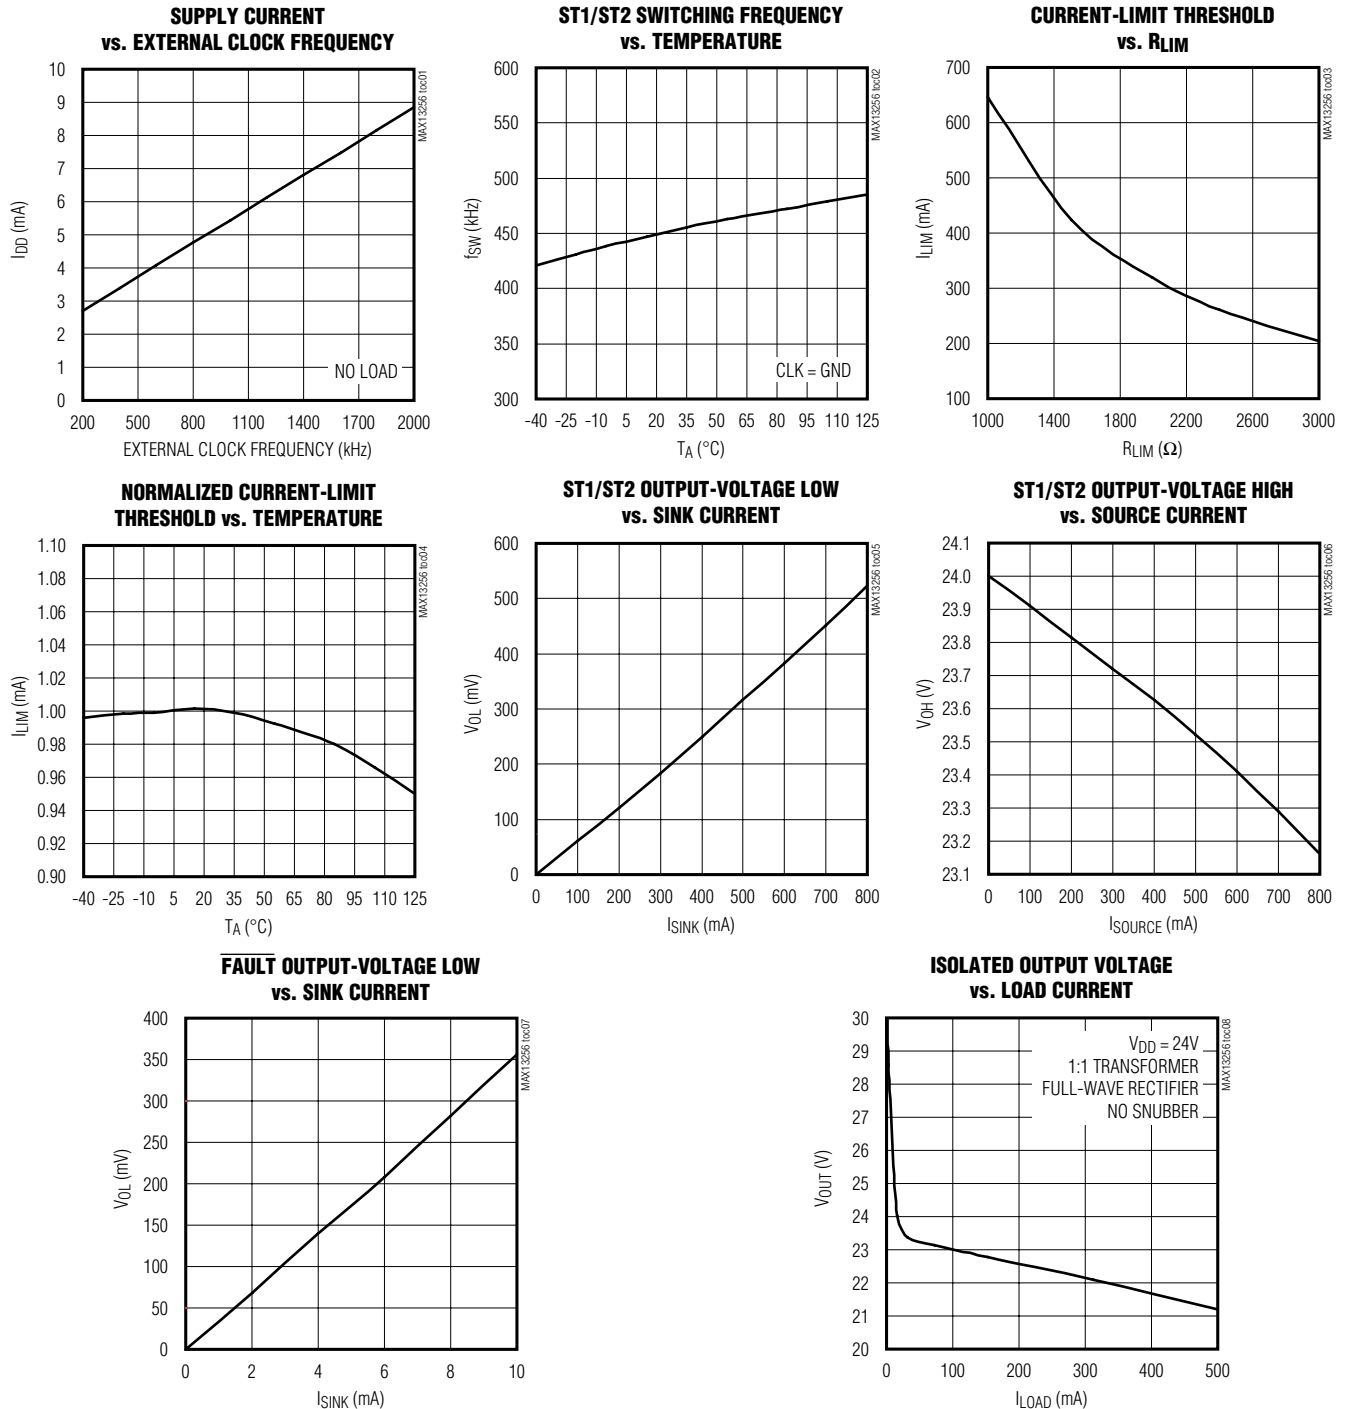 SUPPLY CURRENT
vs. EXTERNAL CLOCK FREQUENCY
10
9
8
7
6
5
4
3
2
1
0
IDD (mA)
NO LOAD
200 500 800 1100 1400 1700 2000
EXTERNAL CLOCK FREQUENCY (kHz)
MAX13256 toc01
ST1/ST2 SWITCHING FREQUENCY
vs. TEMPERATURE
600
550
500
450
400
350
300
fSW (kHz)
CLK = GND
-40 -25 -10 5 20 35 50 65 80 95 110 125
TA (°C)
MAX13256 toc02
CURRENT-LIMIT THRESHOLD
vs. RLIM
700
600
500
400
300
200
100
ILIM (mA)
1000 1400 1800 2200 2600 3000
RLIM (Ω)
MAX13256 toc03
NORMALIZED CURRENT-LIMIT
THRESHOLD vs. TEMPERATURE
1.10
1.08
1.06
1.04
1.02
1.00
0.98
0.96
0.94
0.92
0.90
ILIM (mA)
-40 -25 -10 5 20 35 50 65 80 95 110 125
TA (°C)
MAX13256 toc04
ST1/ST2 OUTPUT-VOLTAGE LOW
vs. SINK CURRENT
600
500
400
300
200
100
0
VOL (mV)
0 100 200 300 400 500 600 700 800
ISINK (mA)
MAX13256 toc05
ST1/ST2 OUTPUT-VOLTAGE HIGH
vs. SOURCE CURRENT
24.1
24.0
23.9
23.8
23.7
23.6
23.5
23.4
23.3
23.2
23.1
VOH (V)
0 100 200 300 400 500 600 700 800
ISOURCE (mA)
MAX13256 toc06
FAULT OUTPUT-VOLTAGE LOW
vs. SINK CURRENT
400
350
300
250
200
150
100
50
0
VOL (mV)
0 2 4 6 8 10
ISINK (mA)
MAX13256 toc07
ISOLATED OUTPUT VOLTAGE
vs. LOAD CURRENT
30
29
28
27
26
25
24
23
22
21
20
VOUT (V)
VDD = 24V
1:1 TRANSFORMER
FULL-WAVE RECTIFIER
NO SNUBBER
0 100 200 300 400 500
ILOAD (mA)
MAX13256 toc08